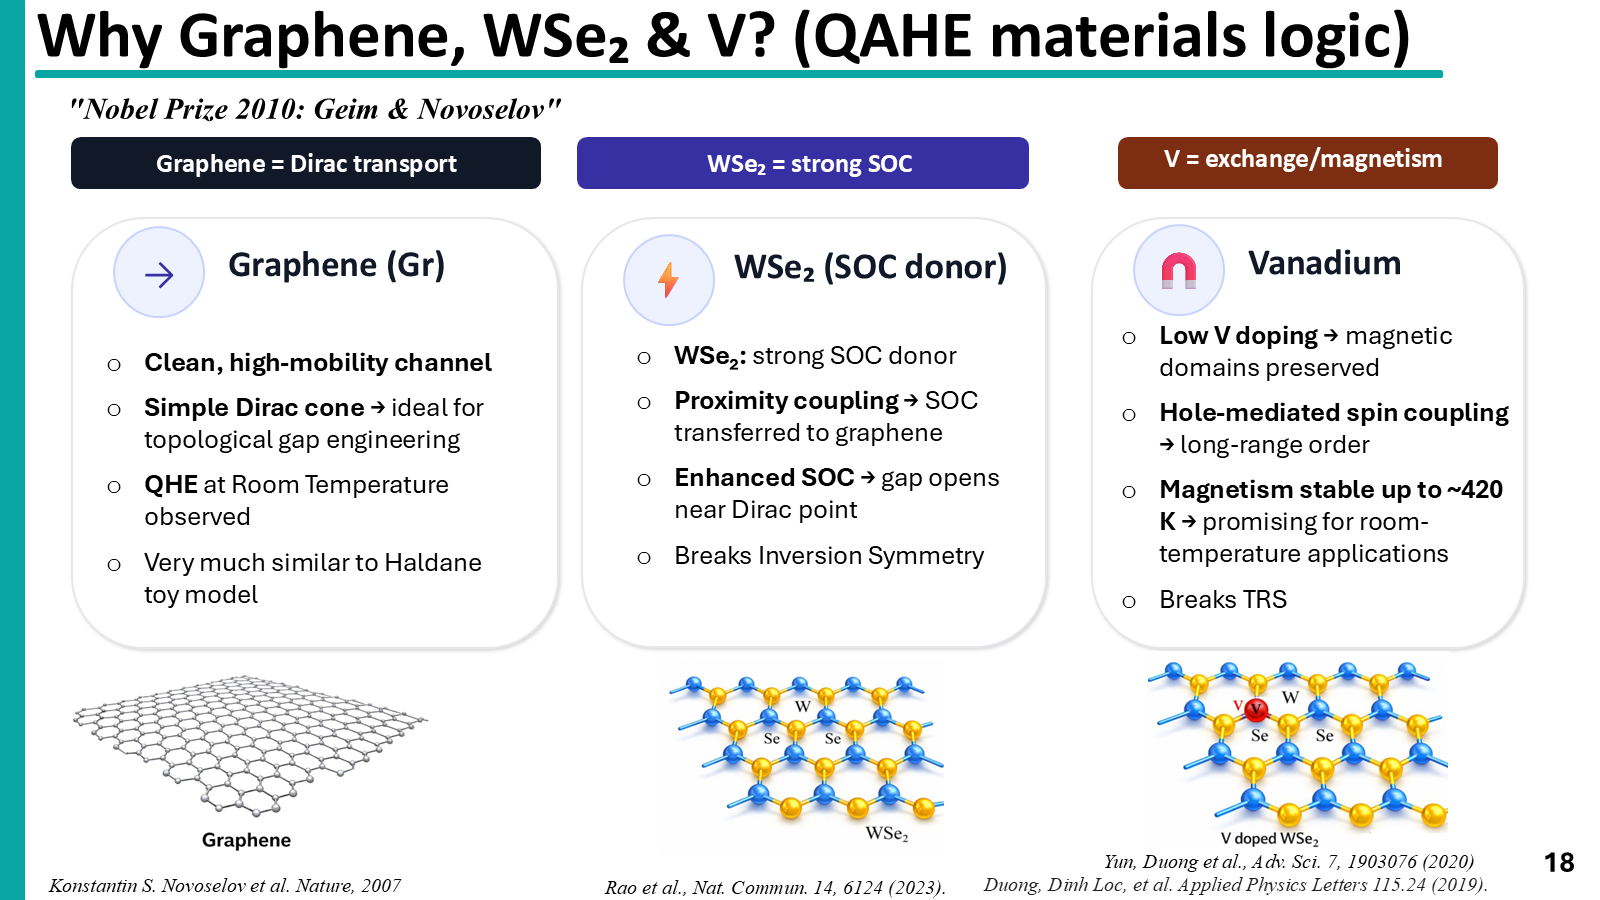 Why Graphene, WSe₂ & V? (QAHE materials logic)
"Nobel Prize 2010: Geim & Novoselov"
Graphene = Dirac transport
WSe₂ = strong SOC
V = exchange/magnetism
Graphene (Gr)
o Clean, high-mobility channel
o Simple Dirac cone → ideal for
topological gap engineering
o QHE at Room Temperature
observed
o Very much similar to Haldane
toy model
WSe₂ (SOC donor)
o WSe₂: strong SOC donor
o Proximity coupling → SOC
transferred to graphene
o Enhanced SOC → gap opens
near Dirac point
o Breaks Inversion Symmetry
Vanadium
o Low V doping → magnetic
domains preserved
o Hole-mediated spin coupling
→ long-range order
o Magnetism stable up to ~420
K → promising for room-
temperature applications
o Breaks TRS
Graphene
W
Se Se
WSe₂
V V W
Se Se
V doped WSe₂
Konstantin S. Novoselov et al. Nature, 2007
Rao et al., Nat. Commun. 14, 6124 (2023).
Yun, Duong et al., Adv. Sci. 7, 1903076 (2020)
Duong, Dinh Loc, et al. Applied Physics Letters 115.24 (2019).
18